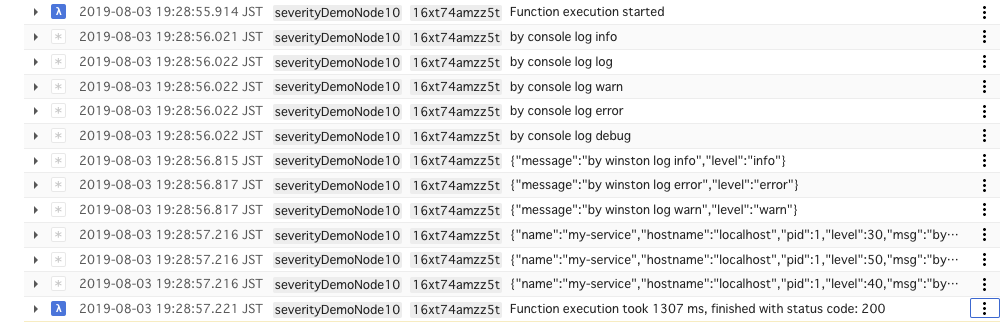 λ 2019-08-03 19:28:55.914 JST severityDemoNode10 16xt74amzz5t Function execution started
* 2019-08-03 19:28:56.021 JST severityDemoNode10 16xt74amzz5t by console log info
* 2019-08-03 19:28:56.022 JST severityDemoNode10 16xt74amzz5t by console log log
* 2019-08-03 19:28:56.022 JST severityDemoNode10 16xt74amzz5t by console log warn
* 2019-08-03 19:28:56.022 JST severityDemoNode10 16xt74amzz5t by console log error
* 2019-08-03 19:28:56.022 JST severityDemoNode10 16xt74amzz5t by console log debug
* 2019-08-03 19:28:56.815 JST severityDemoNode10 16xt74amzz5t {"message":"by winston log info","level":"info"}
* 2019-08-03 19:28:56.817 JST severityDemoNode10 16xt74amzz5t {"message":"by winston log error","level":"error"}
* 2019-08-03 19:28:56.817 JST severityDemoNode10 16xt74amzz5t {"message":"by winston log warn","level":"warn"}
* 2019-08-03 19:28:57.216 JST severityDemoNode10 16xt74amzz5t {"name":"my-service","hostname":"localhost","pid":1,"level":30,"msg":"by…
* 2019-08-03 19:28:57.216 JST severityDemoNode10 16xt74amzz5t {"name":"my-service","hostname":"localhost","pid":1,"level":50,"msg":"by…
* 2019-08-03 19:28:57.216 JST severityDemoNode10 16xt74amzz5t {"name":"my-service","hostname":"localhost","pid":1,"level":40,"msg":"by…
λ 2019-08-03 19:28:57.221 JST severityDemoNode10 16xt74amzz5t Function execution took 1307 ms, finished with status code: 200